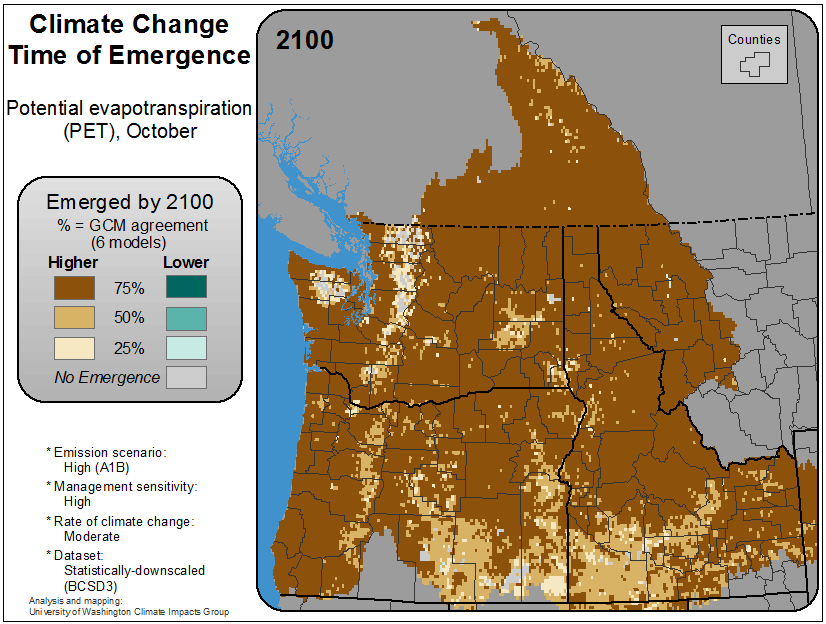 Climate Change
Time of Emergence
Potential evapotranspiration
(PET), October
Emerged by 2100
% = GCM agreement
(6 models)
Higher Lower
75%
50%
25%
No Emergence
* Emission scenario:
High (A1B)
* Management sensitivity:
High
* Rate of climate change:
Moderate
* Dataset:
Statistically-downscaled
(BCSD3)
Analysis and mapping:
University of Washington Climate Impacts Group
2100
Counties